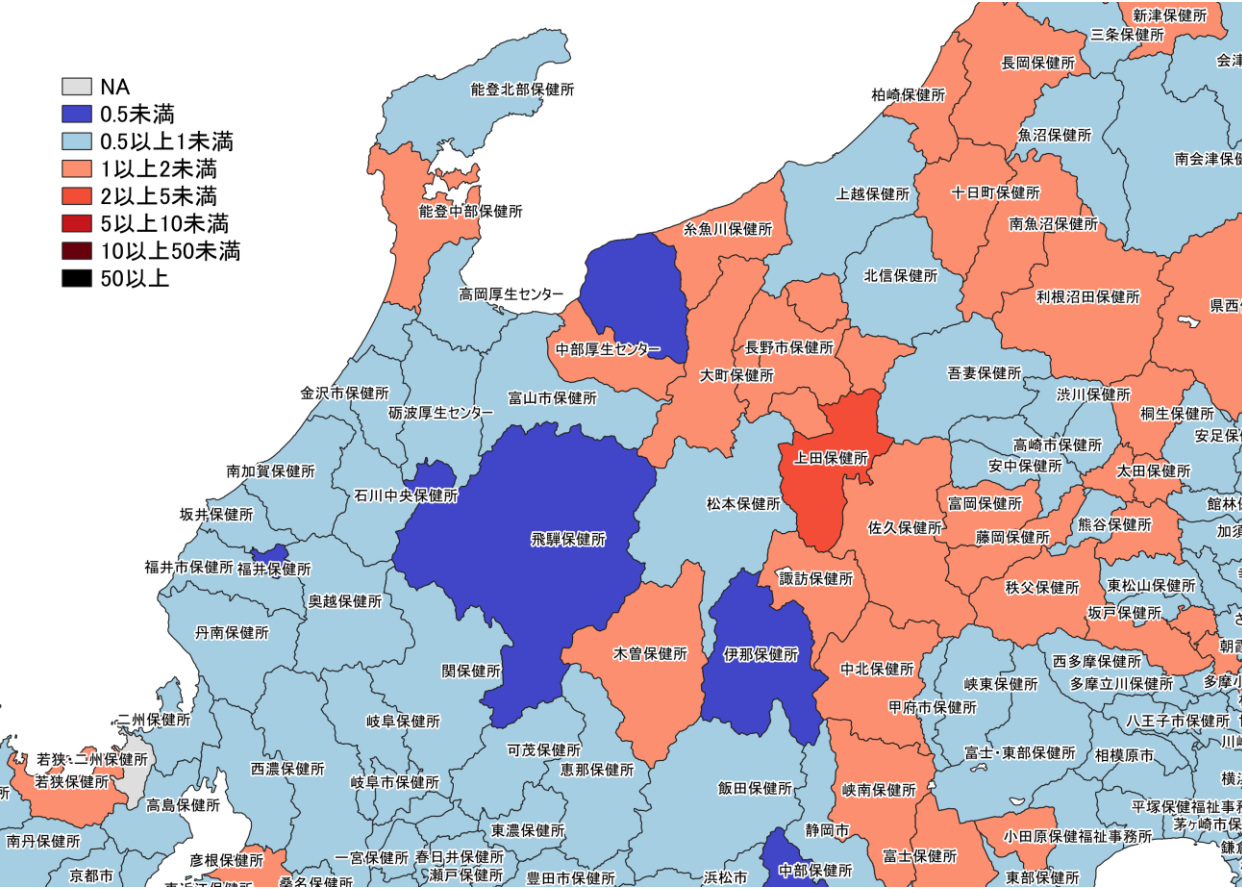 新津保健所
三条保健所
長岡保健所
会津
NA
能登北部保健所
柏崎保健所
0.5未満
魚沼保健所
0.5以上1未満
南会津保健
1以上2未満
2以上5未満
上越保健所
十日町保健所
能登中部保健所
5以上10未満
糸魚川保健所
南魚沼保健所
10以上50未満
50以上
北信保健所
高岡厚生センター
利根沼田保健所
県西
中部厚生センター
長野市保健所
大町保健所
吾妻保健所
金沢市保健所
富山市保健所
渋川保健所
砺波厚生センター
桐生保健所
安足保
高崎市保健所
上田保健所
安中保健所
南加賀保健所
太田保健所
石川中央保健所
松本保健所
富岡保健所
館林
坂井保健所
佐久保健所
熊谷保健所
加須
飛騨保健所
藤岡保健所
福井市保健所
福井保健所
諏訪保健所
秩父保健所
東松山保健所
奥越保健所
坂戸保健所
さ
丹南保健所
木曽保健所
伊那保健所
朝霞
関保健所
中北保健所
西多摩保健所
峡東保健所
多摩立川保健所
多摩小
二州保健所
岐阜保健所
甲府市保健所
八王子市保健所
川崎
若狭・二州保健所
可茂保健所
富士・東部保健所
相模原市
西濃保健所
恵那保健所
若狭保健所
岐阜市保健所
飯田保健所
峡南保健所
横浜
所
高島保健所
平塚保健福祉事務
東濃保健所
静岡市
茅ヶ崎市保
南丹保健所
小田原保健福祉事務所
鎌倉
彦根保健所
一宮保健所
春日井保健所
富士保健所
京都市
瀬戸保健所
豊田市保健所
浜松市
中部保健所
東部保健所
東近江保健所
桑名保健所